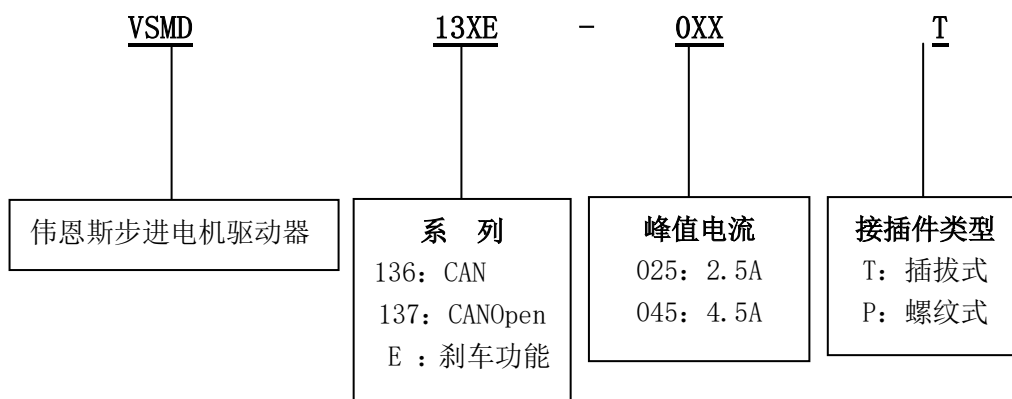 VSMD 13XE - 0XX T
伟恩斯步进电机驱动器
系 列
136: CAN
137: CANOpen
E : 刹车功能
峰值电流
025: 2.5A
045: 4.5A
接插件类型
T: 插拔式
P: 螺纹式